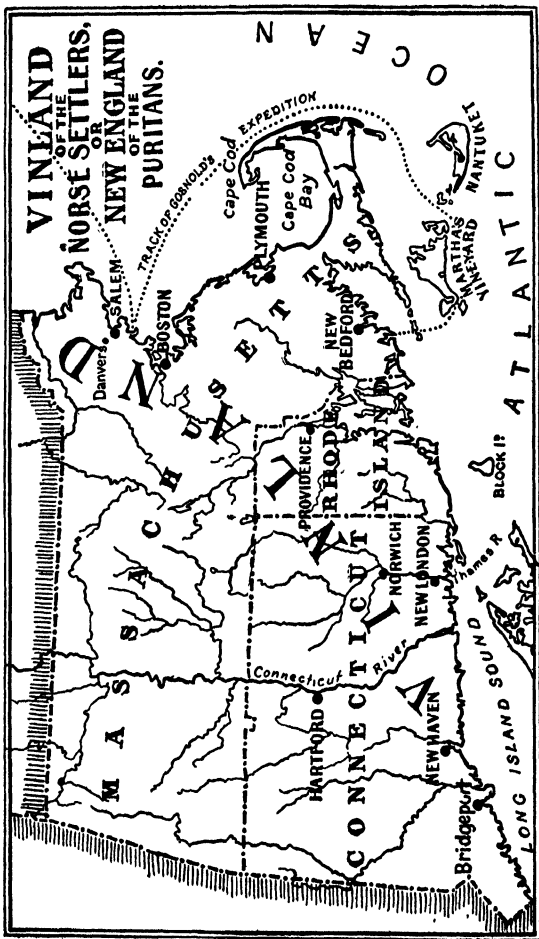 VINLAND
OF THE
NORSE SETTLERS,
OR
NEW ENGLAND
OF THE
PURITANS.
ATLANTIC OCEAN
TRACK OF GOSNOLD'S EXPEDITION
Cape Cod
Cape Cod
Bay
PLYMOUTH
SALEM
Danvers
BOSTON
NANTUKET
MARTHA'S
VINEYARD
NEW
BEDFORD
MASSACHUSETTS
VINLAND
PROVIDENCE
RHODE
ISLAND
BLOCK Iº
CONNECTICUT
NORWICH
NEW LONDON
Thames R.
Connecticut River
HARTFORD
NEW HAVEN
Bridgeport
LONG ISLAND SOUND